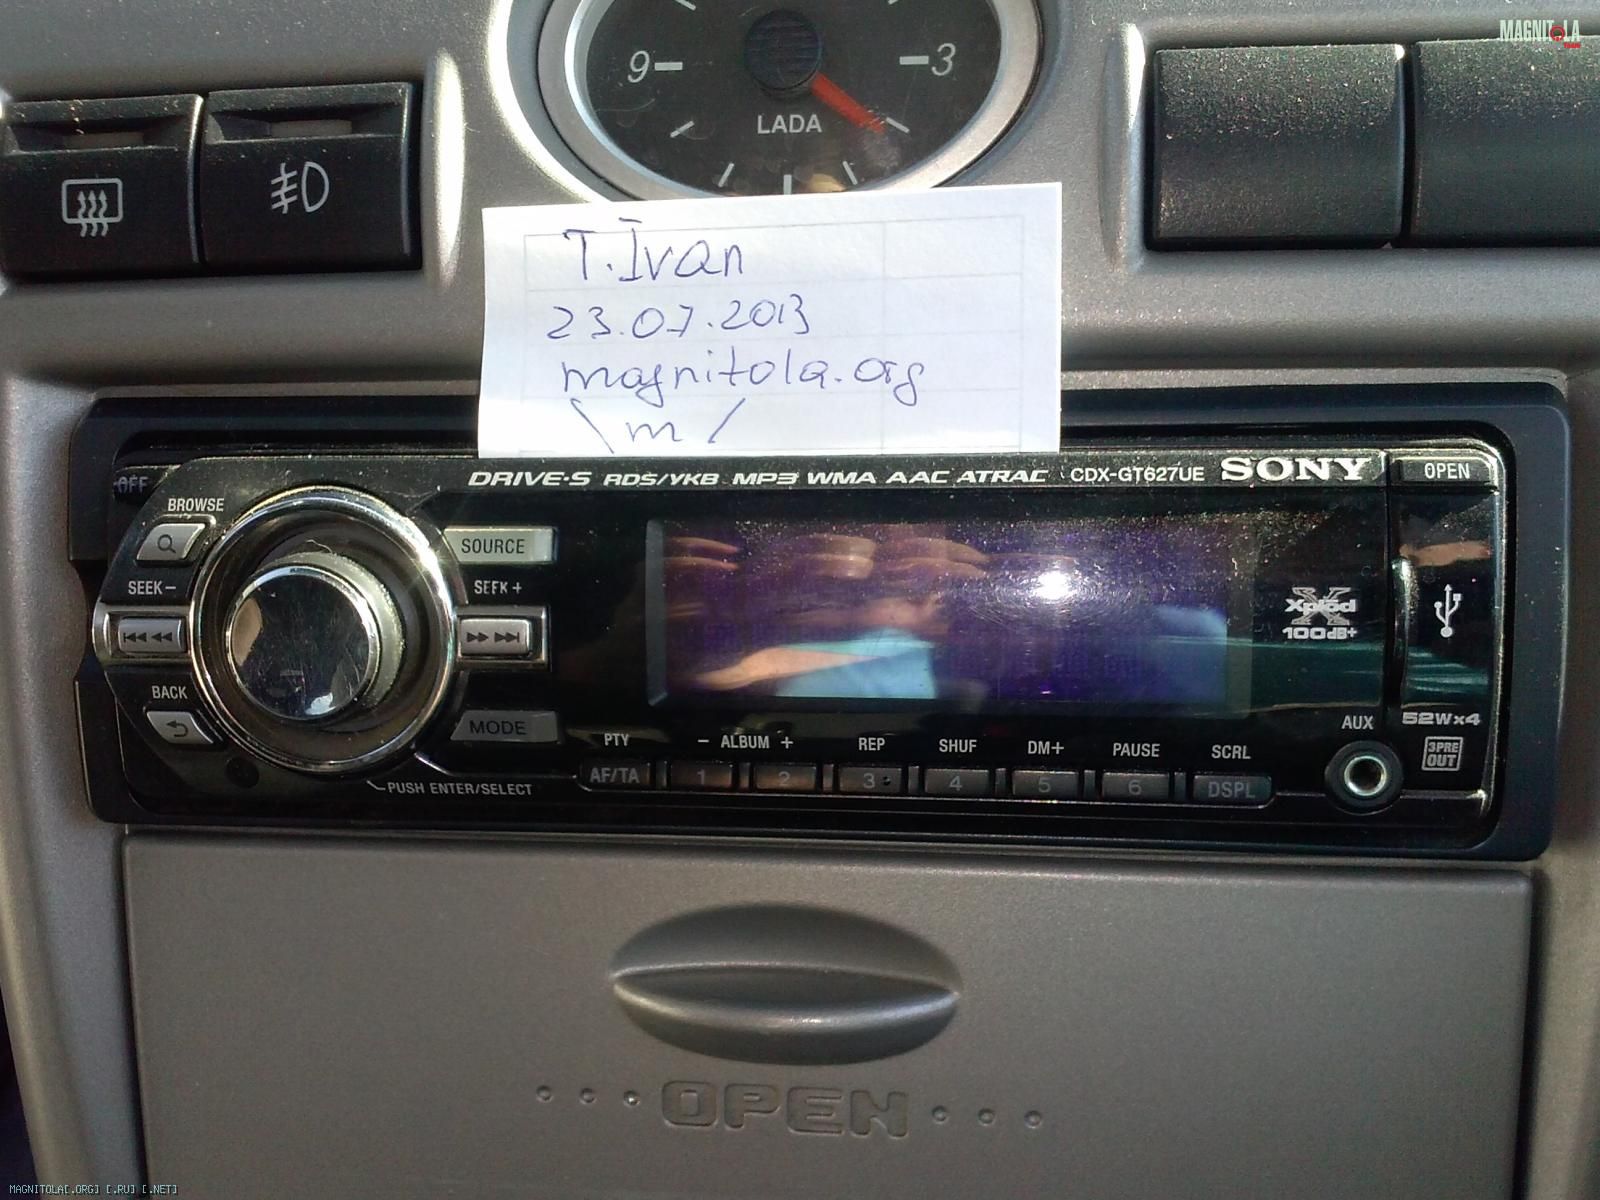 MAGNITOLA
TEAM
9
3
LADA
T.Ivan
23.07.2013
magnitola.org
\m/
DRIVE·S RDS/YKB MP3 WMA AAC ATRAC CDX-GT627UE SONY
OPEN
OFF
BROWSE
SOURCE
SEEK−
SEEK+
Xplod
100dB+
BACK
MODE
AUX
52Wx4
PTY
− ALBUM +
REP
SHUF
DM+
PAUSE
SCRL
3PRE
OUT
AF/TA
1
2
3
4
5
6
DSPL
PUSH ENTER/SELECT
OPEN
MAGNITOLA[.ORG] [.RU] [.NET]